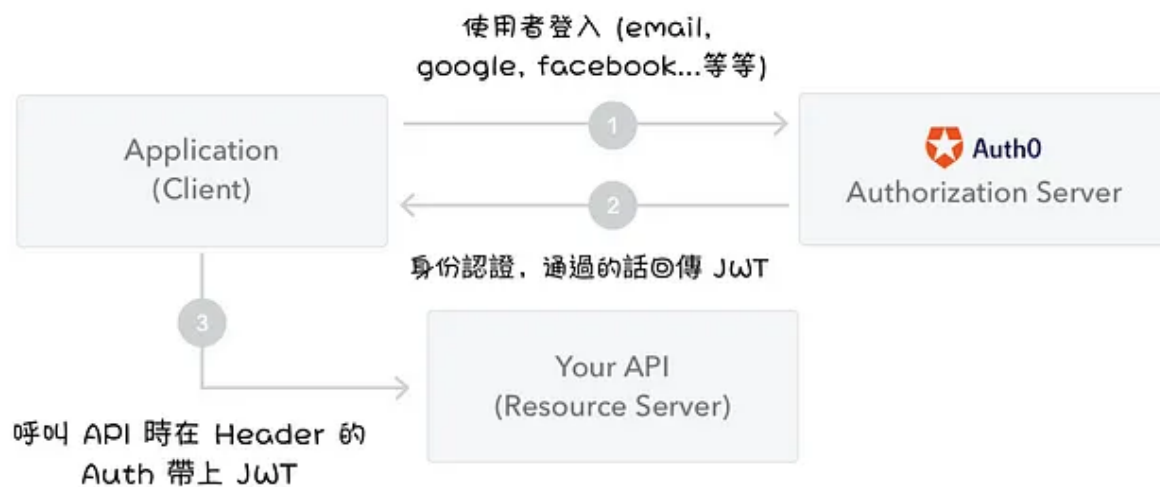 使用者登入 (email,
google, facebook...等等)
Application
(Client)
1
Auth0
Authorization Server
2
身份認證，通過的話回傳 JWT
3
Your API
(Resource Server)
呼叫 API 時在 Header 的
Auth 帶上 JWT